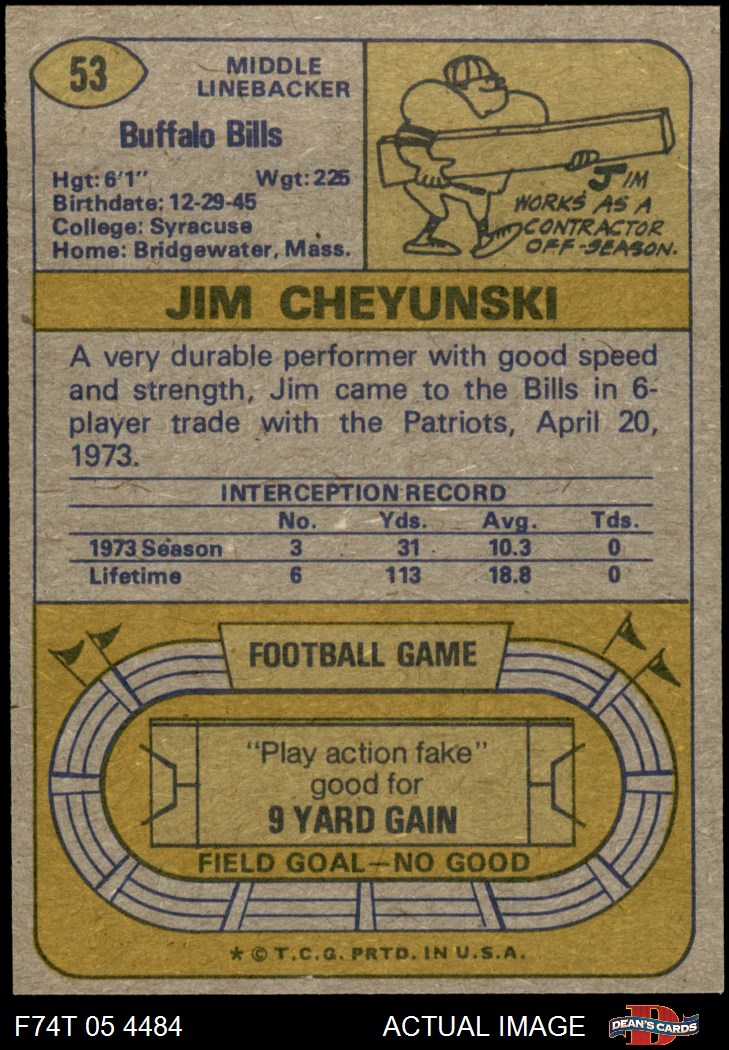 53
MIDDLE
LINEBACKER
Buffalo Bills
Hgt: 6'1" Wgt: 225
Birthdate: 12-29-45
College: Syracuse
Home: Bridgewater, Mass.
JIM
WORKS AS A
CONTRACTOR
OFF-SEASON.
JIM CHEYUNSKI
A very durable performer with good speed
and strength, Jim came to the Bills in 6-
player trade with the Patriots, April 20,
1973.
INTERCEPTION RECORD
No. Yds. Avg. Tds.
1973 Season 3 31 10.3 0
Lifetime 6 113 18.8 0
FOOTBALL GAME
"Play action fake"
good for
9 YARD GAIN
FIELD GOAL—NO GOOD
* © T.C.G. PRTD. IN U.S.A.
F74T 05 4484 ACTUAL IMAGE D DEAN'S CARDS